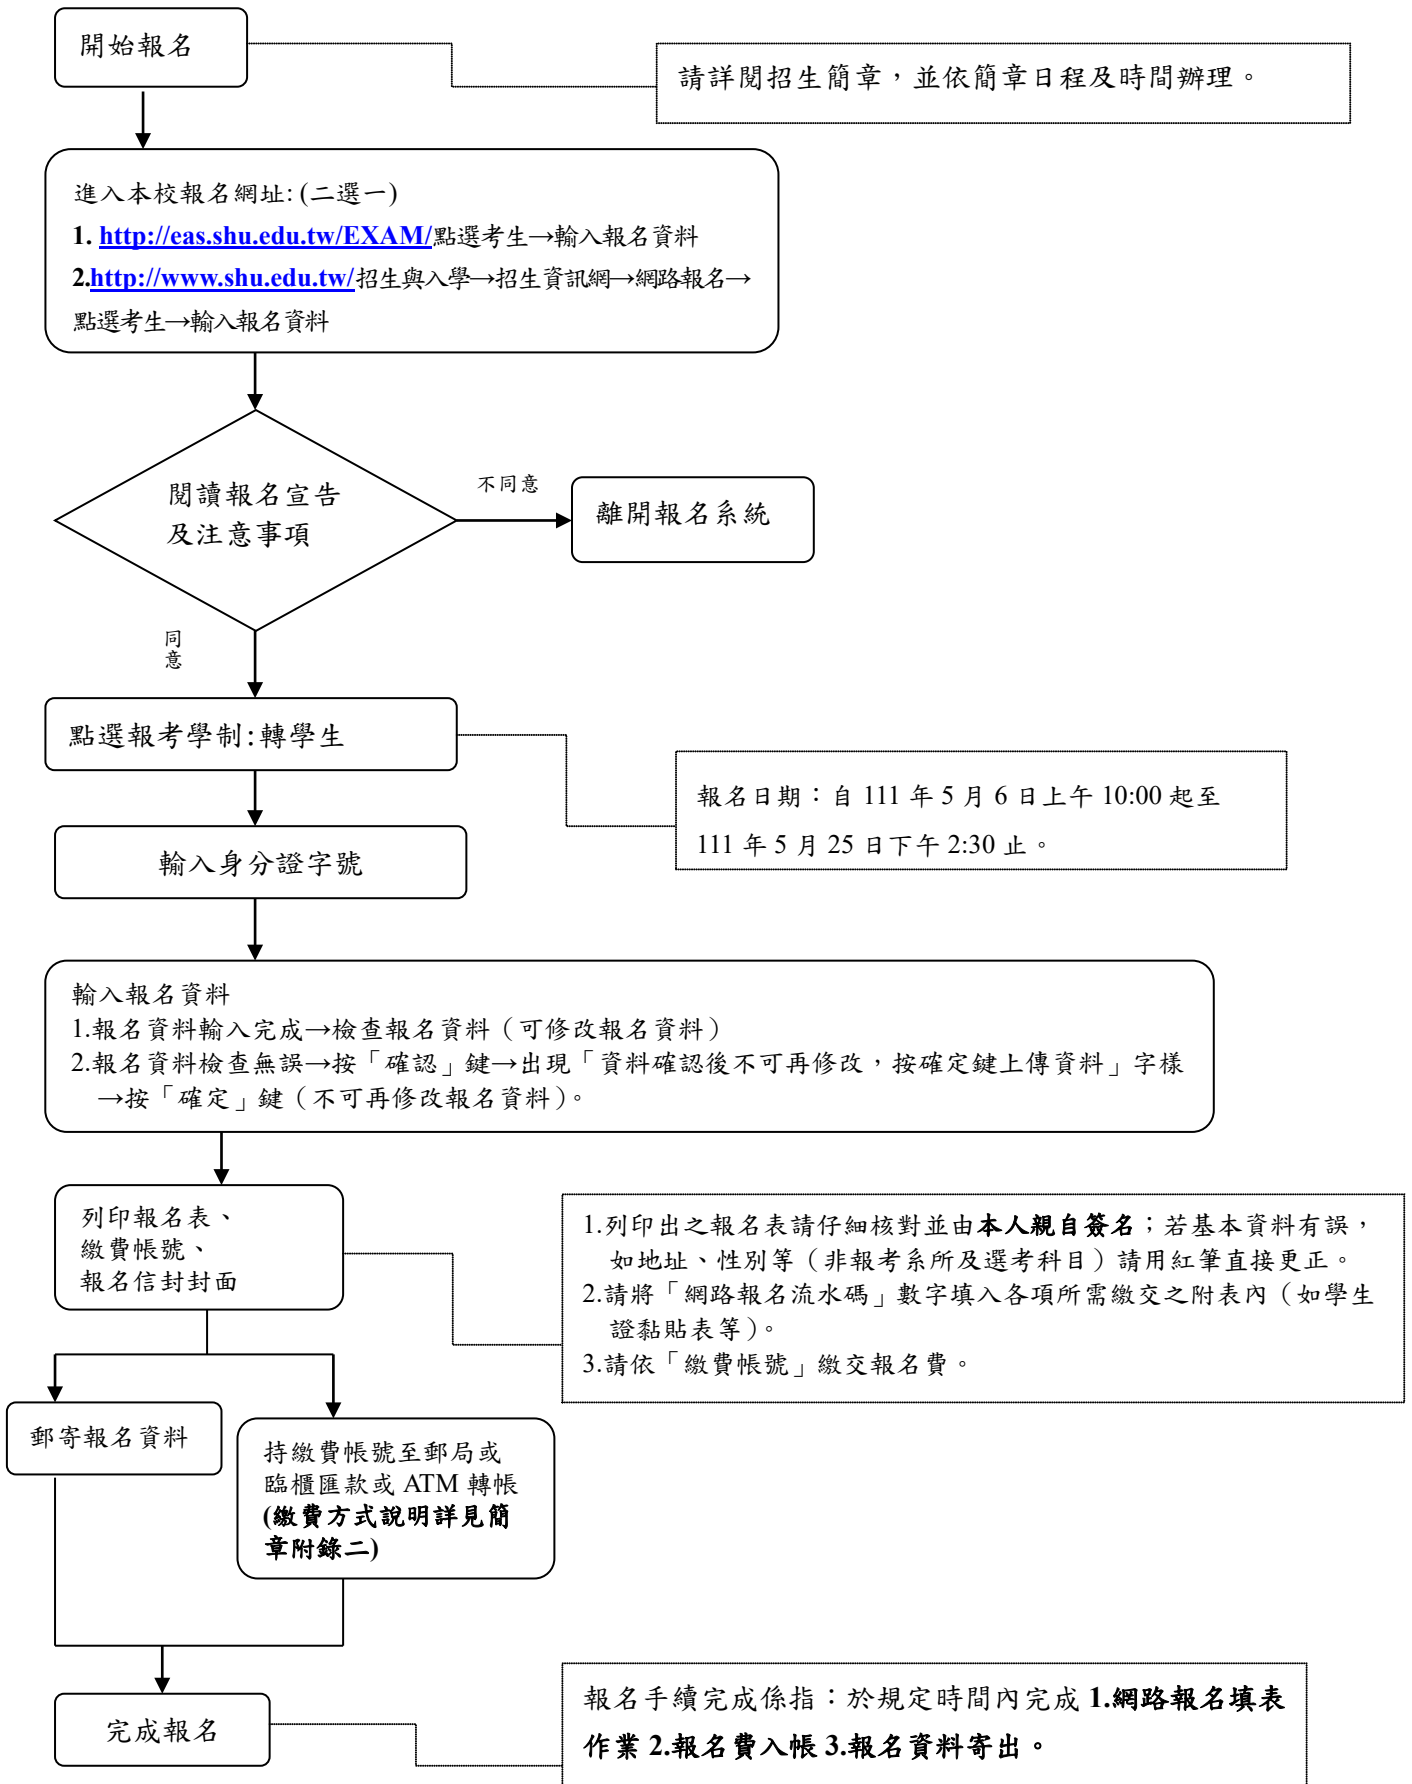 開始報名
請詳閱招生簡章，並依簡章日程及時間辦理。
進入本校報名網址: (二選一)
1. http://eas.shu.edu.tw/EXAM/點選考生→輸入報名資料
2.http://www.shu.edu.tw/招生與入學→招生資訊網→網路報名→
點選考生→輸入報名資料
閱讀報名宣告
及注意事項
不同意
離開報名系統
同
意
點選報考學制:轉學生
報名日期：自 111 年 5 月 6 日上午 10:00 起至
111 年 5 月 25 日下午 2:30 止。
輸入身分證字號
輸入報名資料
1.報名資料輸入完成→檢查報名資料（可修改報名資料）
2.報名資料檢查無誤→按「確認」鍵→出現「資料確認後不可再修改，按確定鍵上傳資料」字樣
→按「確定」鍵（不可再修改報名資料）。
列印報名表、
繳費帳號、
報名信封封面
1.列印出之報名表請仔細核對並由本人親自簽名；若基本資料有誤，
如地址、性別等（非報考系所及選考科目）請用紅筆直接更正。
2.請將「網路報名流水碼」數字填入各項所需繳交之附表內（如學生
證黏貼表等）。
3.請依「繳費帳號」繳交報名費。
郵寄報名資料
持繳費帳號至郵局或
臨櫃匯款或 ATM 轉帳
(繳費方式說明詳見簡
章附錄二)
完成報名
報名手續完成係指：於規定時間內完成 1.網路報名填表
作業 2.報名費入帳 3.報名資料寄出。